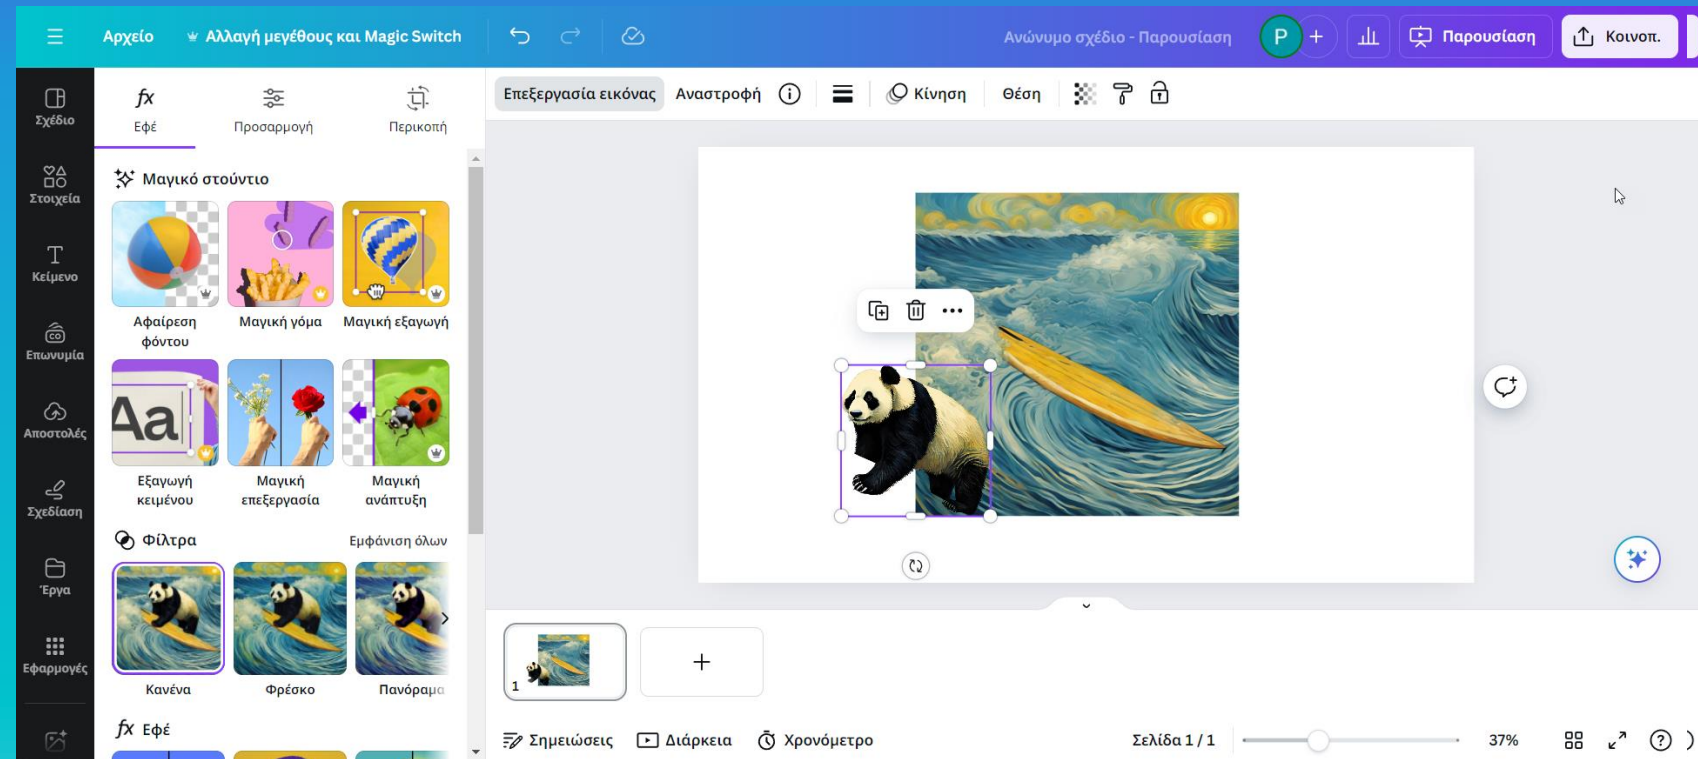 Αρχείο
Αλλαγή μεγέθους και Magic Switch
Ανώνυμο σχέδιο - Παρουσίαση
P
Παρουσίαση
Κοινοπ.
Σχέδιο
Στοιχεία
Κείμενο
CO
Επωνυμία
Αποστολές
Σχεδίαση
Έργα
Εφαρμογές
fx
Εφέ
Προσαρμογή
Περικοπή
Επεξεργασία εικόνας
Αναστροφή
Κίνηση
Θέση
Μαγικό στούντιο
Αφαίρεση
φόντου
Μαγική γόμα
Μαγική εξαγωγή
Aa
Εξαγωγή
κειμένου
Μαγική
επεξεργασία
Μαγική
ανάπτυξη
Φίλτρα
Εμφάνιση όλων
Κανένα
Φρέσκο
Πανόραμα
fx Εφέ
1
Σημειώσεις
Διάρκεια
Χρονόμετρο
Σελίδα 1 / 1
37%